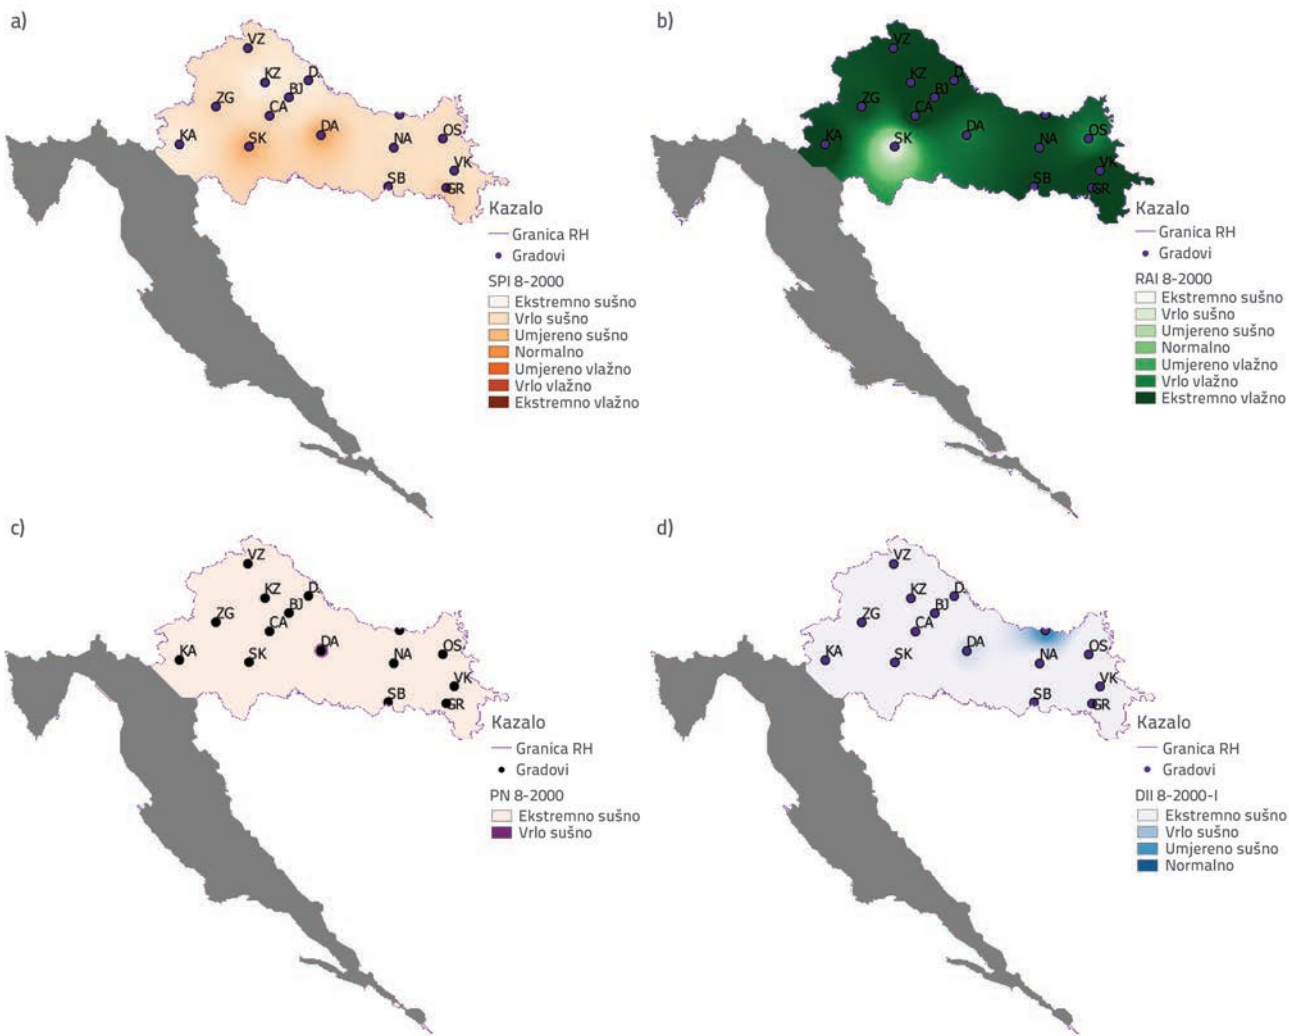 a)
VZ
KZ
D.
BJ
ZG
CA
DA
KA
SK
NA
OS
VK
SB
GR
Kazalo
Granica RH
Gradovi
SPI 8-2000
Ekstremno sušno
Vrlo sušno
Umjereno sušno
Normalno
Umjereno vlažno
Vrlo vlažno
Ekstremno vlažno
b)
VZ
KZ
D
BJ
ZG
CA
DA
KA
SK
NA
OS
VK
SB
GR
Kazalo
Granica RH
Gradovi
RAI 8-2000
Ekstremno sušno
Vrlo sušno
Umjereno sušno
Normalno
Umjereno vlažno
Vrlo vlažno
Ekstremno vlažno
c)
VZ
KZ
D.
BJ
ZG
CA
DA
KA
SK
NA
OS
VK
SB
GR
Kazalo
Granica RH
Gradovi
PN 8-2000
Ekstremno sušno
Vrlo sušno
d)
VZ
KZ
D.
BJ
ZG
CA
DA
KA
SK
NA
OS
VK
SB
GR
Kazalo
Granica RH
Gradovi
DII 8-2000-I
Ekstremno sušno
Vrlo sušno
Umjereno sušno
Normalno